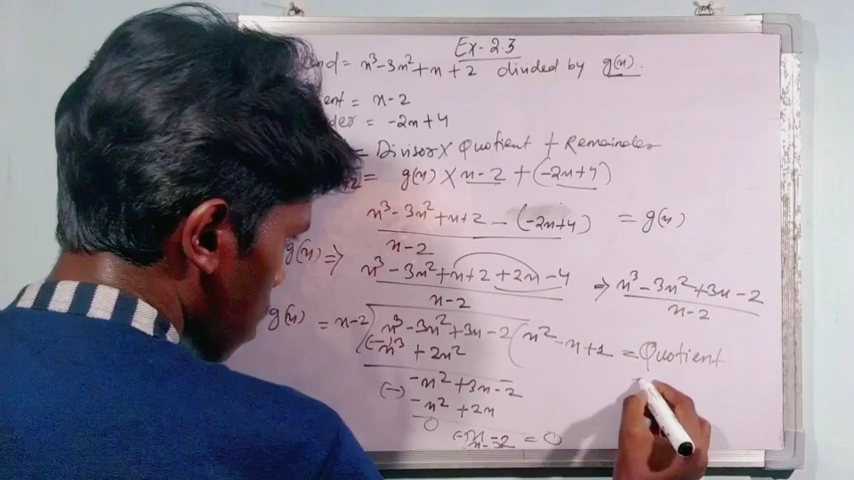 Ex-2.3
end = x³-3x²+x+2 divided by g(x).
ent = x-2
der = -2x+4
= Divisor X Quotient + Remainder
= g(x) X x-2 + (-2x+4)
x³-3x²+x+2 - (-2x+4) = g(x)
x-2
g(x) ⇒ x³-3x²+x+2+2x-4 ⇒ x³-3x²+3x-2
x-2 x-2
g(x) = x-2) x³-3x²+3x-2 ( x²-x+1 = Quotient
(-) x³ + 2x²
(-) -x²+3x-2
-x² + 2x
0
x-2 = 0